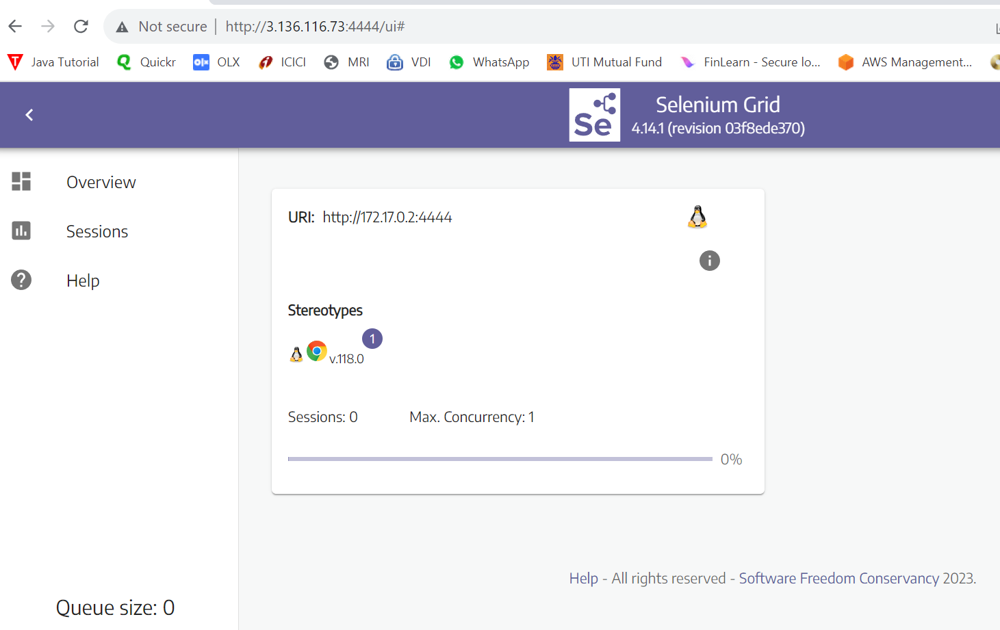 Not secure | http://3.136.116.73:4444/ui#
Java Tutorial Quickr OLX ICICI MRI VDI WhatsApp UTI Mutual Fund FinLearn - Secure lo... AWS Management...
Se
Selenium Grid
4.14.1 (revision 03f8ede370)
Overview
Sessions
Help
URI: http://172.17.0.2:4444
Stereotypes
v.118.0 1
Sessions: 0 Max. Concurrency: 1
0%
Help - All rights reserved - Software Freedom Conservancy 2023.
Queue size: 0